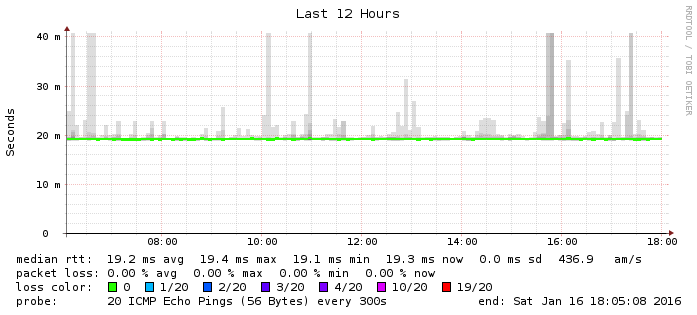 Last 12 Hours
RRDTOOL / TOBI OETIKER
Seconds
40 m
30 m
20 m
10 m
0
08:00 10:00 12:00 14:00 16:00 18:00
median rtt: 19.2 ms avg 19.4 ms max 19.1 ms min 19.3 ms now 0.0 ms sd 436.9 am/s
packet loss: 0.00 % avg 0.00 % max 0.00 % min 0.00 % now
loss color: 0 1/20 2/20 3/20 4/20 10/20 19/20
probe: 20 ICMP Echo Pings (56 Bytes) every 300s end: Sat Jan 16 18:05:08 2016